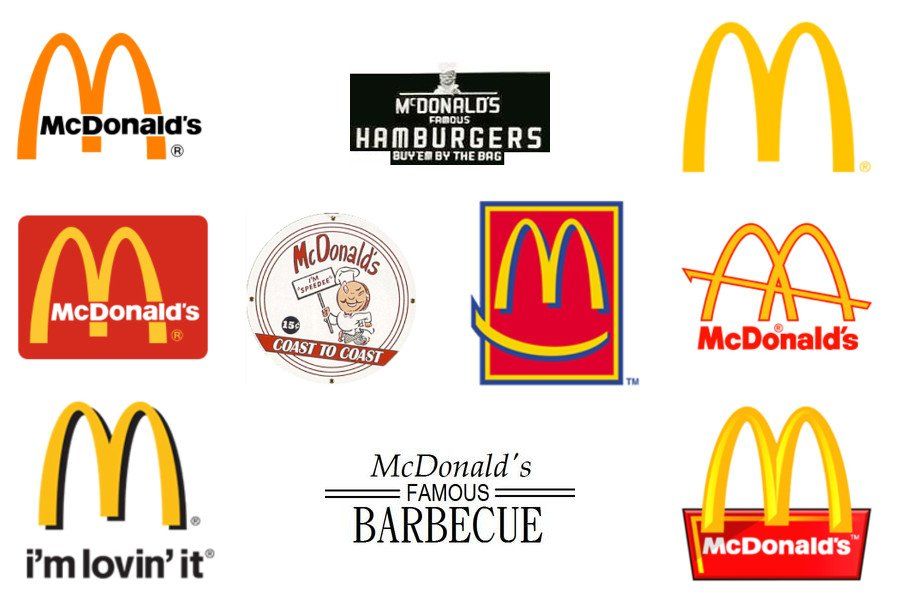 McDonald's
®
McDONALD'S
FAMOUS
HAMBURGERS
BUY'EM BY THE BAG
®
McDonald's
®
McDonald's
I'M
"SPEEDEE"
15¢
COAST TO COAST
TM
®
McDonald's
®
i'm lovin' it®
McDonald's
FAMOUS
BARBECUE
McDonald's™